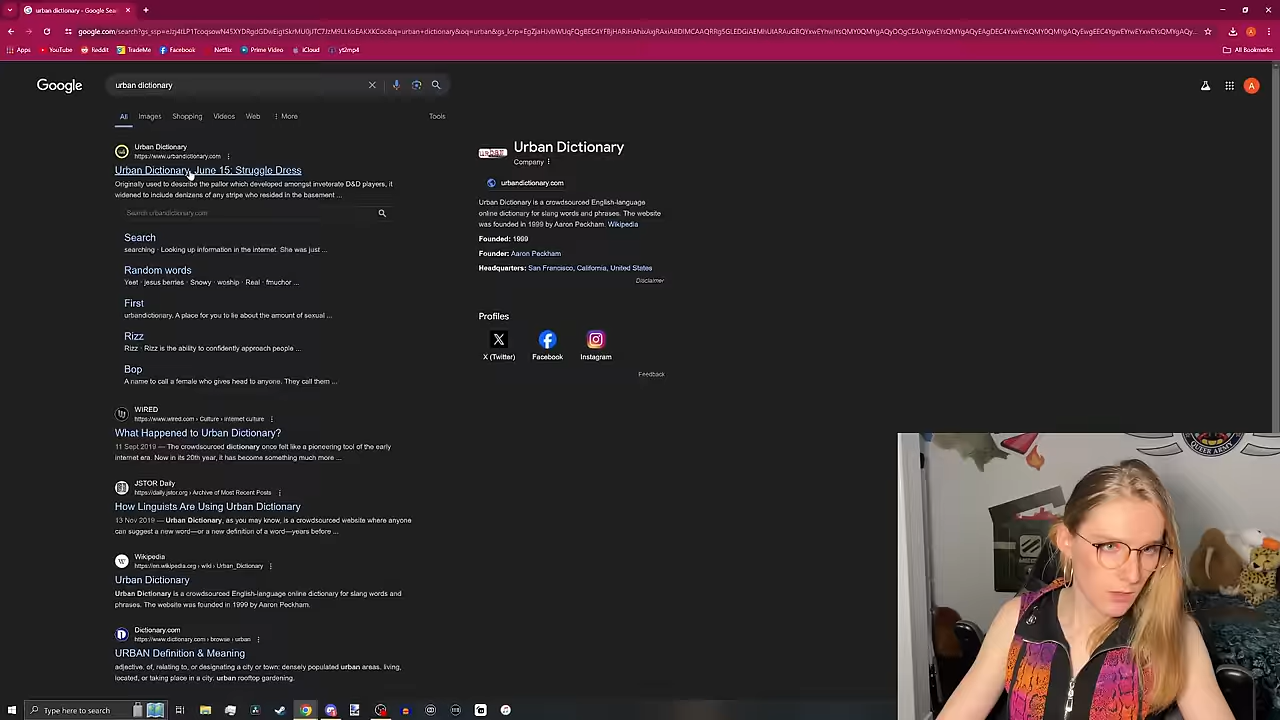 urban dictionary - Google Sea
Apps
YouTube
Reddit
TradeMe
Facebook
Netflix
Prime Video
iCloud
yt2mp4
All Bookmarks
Google
urban dictionary
A
All
Images
Shopping
Videos
Web
More
Tools
Urban Dictionary
https://www.urbandictionary.com
Urban Dictionary, June 15: Struggle Dress
Originally used to describe the pallor which developed amongst inveterate D&D players, it
widened to include denizens of any stripe who resided in the basement ...
Search urbandictionary.com
Search
searching · Looking up information in the internet. She was just ...
Random words
Yeet · jesus berries · Snowy · woship · Real · fmuchor ...
First
urbandictionary. A place for you to lie about the amount of sexual ...
Rizz
Rizz · Rizz is the ability to confidently approach people ...
Bop
A name to call a female who gives head to anyone. They call them ...
WIRED
https://www.wired.com › Culture › internet culture
What Happened to Urban Dictionary?
11 Sept 2019 — The crowdsourced dictionary once felt like a pioneering tool of the early
internet era. Now in its 20th year, it has become something much more ...
JSTOR Daily
https://daily.jstor.org › Archive of Most Recent Posts
How Linguists Are Using Urban Dictionary
13 Nov 2019 — Urban Dictionary, as you may know, is a crowdsourced website where anyone
can suggest a new word—or a new definition of a word—years before ...
Wikipedia
https://en.wikipedia.org › wiki › Urban_Dictionary
Urban Dictionary
Urban Dictionary is a crowdsourced English-language online dictionary for slang words and
phrases. The website was founded in 1999 by Aaron Peckham.
Dictionary.com
https://www.dictionary.com › browse › urban
URBAN Definition & Meaning
adjective. of, relating to, or designating a city or town: densely populated urban areas. living,
located, or taking place in a city: urban rooftop gardening.
urban
Urban Dictionary
Company
urbandictionary.com
Urban Dictionary is a crowdsourced English-language
online dictionary for slang words and phrases. The website
was founded in 1999 by Aaron Peckham. Wikipedia
Founded: 1999
Founder: Aaron Peckham
Headquarters: San Francisco, California, United States
Disclaimer
Profiles
X (Twitter)
Facebook
Instagram
Feedback
QUEER ARMY
Type here to search